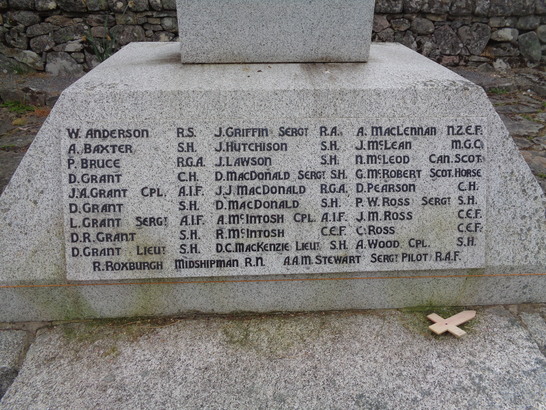 W. ANDERSON R.S. J. GRIFFIN SERGT R.A. A. MACLENNAN N.Z.E.F.
A. BAXTER S.H. J. HUTCHISON S.H. J. MCLEAN M.G.C.
P. BRUCE R.G.A. J. LAWSON S.H. N. MCLEOD CAN. SCOT.
D. GRANT C.H. D. MACDONALD SERGT S.H. G. MCROBERT SCOT. HORSE
J.A. GRANT CPL. A.I.F. J.J. MACDONALD R.G.A. D. PEARSON C.H.
D. GRANT S.H. D. MACDONALD S.H. P.W. ROSS SERGT S.H.
L. GRANT SERGT A.I.F. A. MCINTOSH CPL. A.I.F. J.M. ROSS C.E.F.
D.R. GRANT S.H. R. MCINTOSH C.E.F. C. ROSS C.E.F.
D. GRANT LIEUT S.H. D.C. MACKENZIE LIEUT. S.H. A. WOOD CPL. S.H.
R. ROXBURGH MIDSHIPMAN R.N. A.A.M. STEWART SERGT PILOT R.A.F.